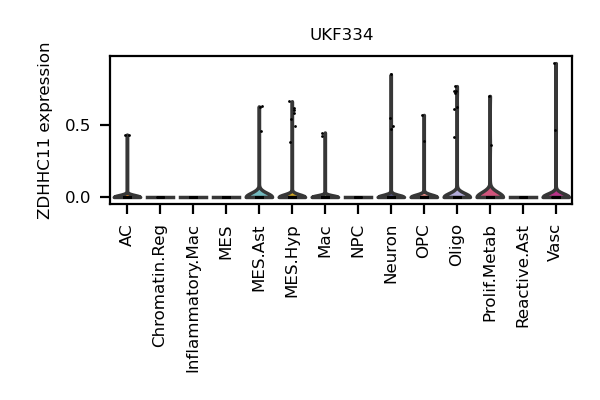 UKF334
ZDHHC11 expression
0.5
0.0
AC
Chromatin.Reg
Inflammatory.Mac
MES
MES.Ast
MES.Hyp
Mac
NPC
Neuron
OPC
Oligo
Prolif.Metab
Reactive.Ast
Vasc